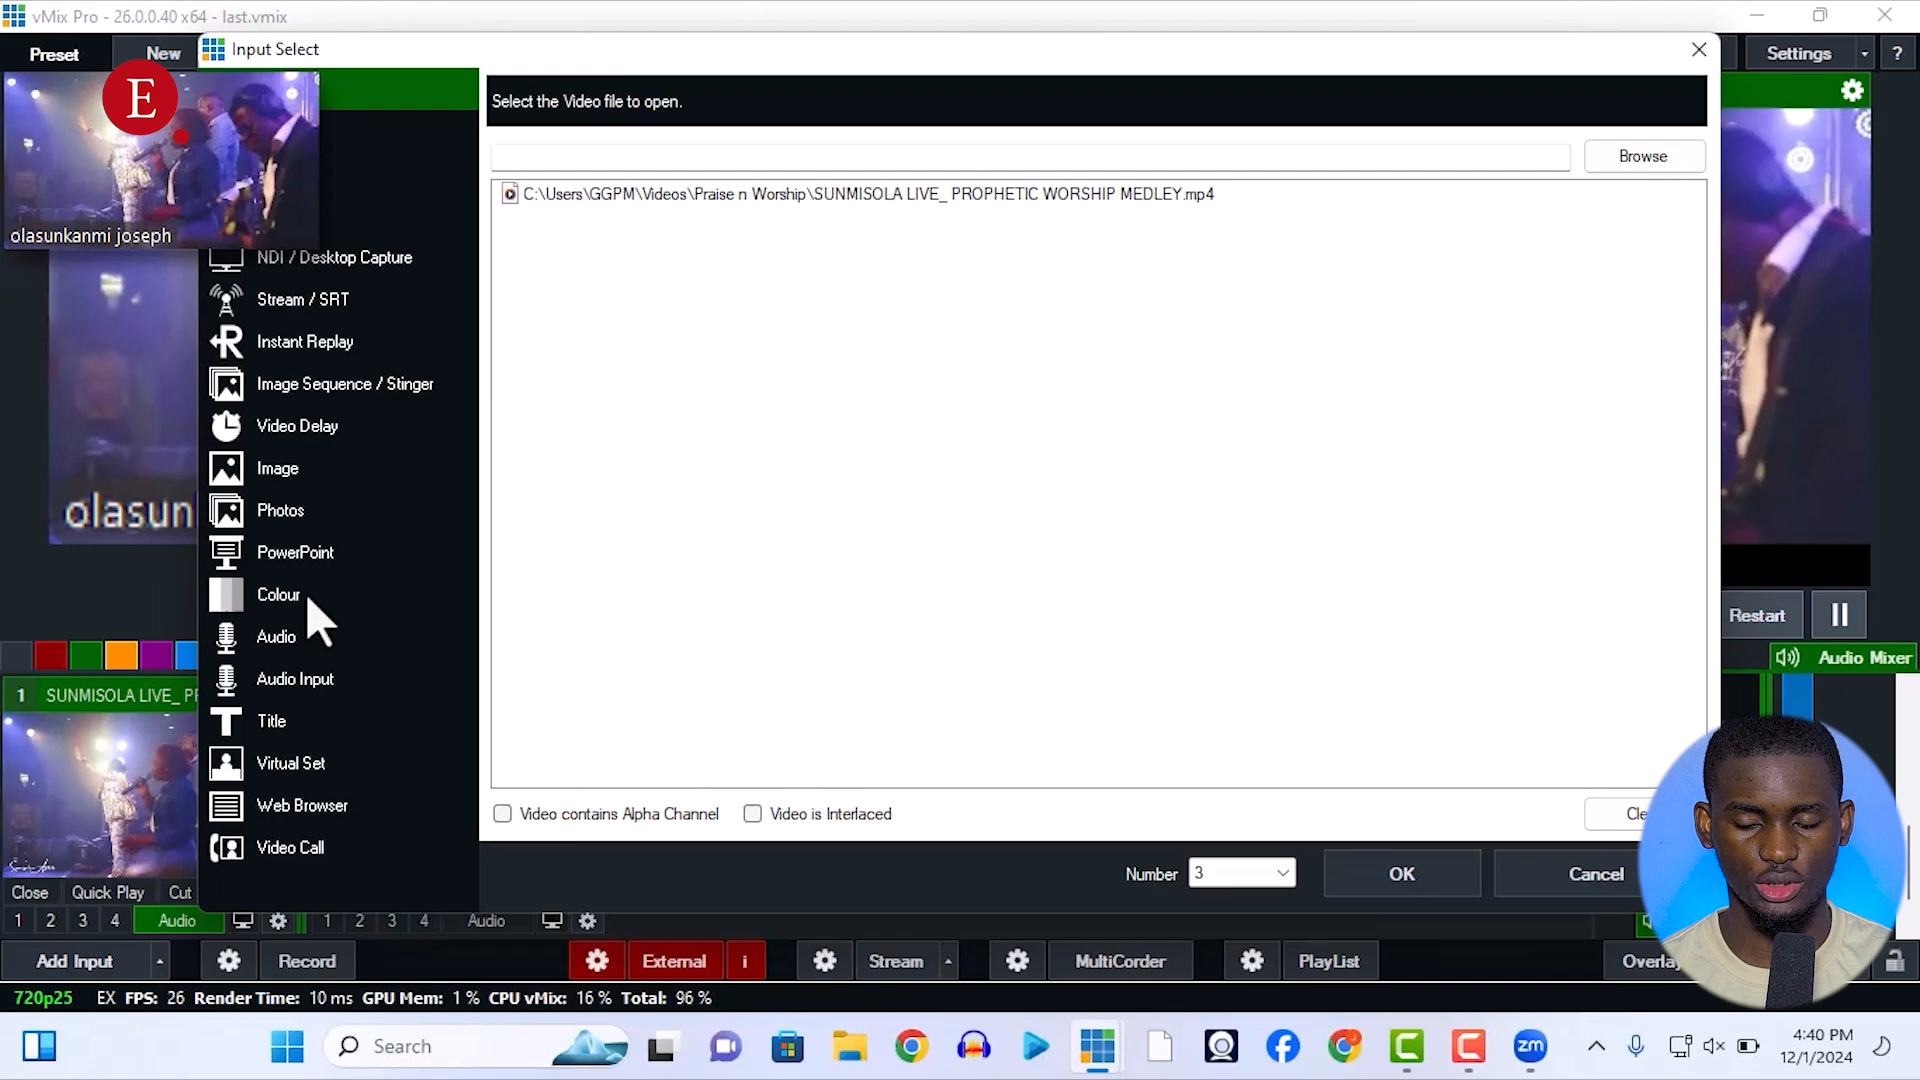 vMix Pro - 26.0.0.40 x64 - last.vmix
Preset
New
Input Select
Settings
?
E
Select the Video file to open.
Browse
C:\Users\GGPM\Videos\Praise n Worship\SUNMISOLA LIVE_ PROPHETIC WORSHIP MEDLEY.mp4
olasunkanmi joseph
NDI / Desktop Capture
Stream / SRT
Instant Replay
Image Sequence / Stinger
Video Delay
Image
Photos
olasun
PowerPoint
Colour
Restart
Audio
Audio Mixer
Audio Input
1 SUNMISOLA LIVE_ P
Title
Virtual Set
Web Browser
Video contains Alpha Channel
Video is Interlaced
Cle
Video Call
Number 3
OK
Cancel
Close Quick Play Cut
1 2 3 4 Audio
1 2 3 4 Audio
Add Input
Record
External
i
Stream
MultiCorder
PlayList
Overlay
720p25 EX FPS: 26 Render Time: 10 ms GPU Mem: 1 % CPU vMix: 16 % Total: 96 %
Search
zm
4:40 PM
12/1/2024